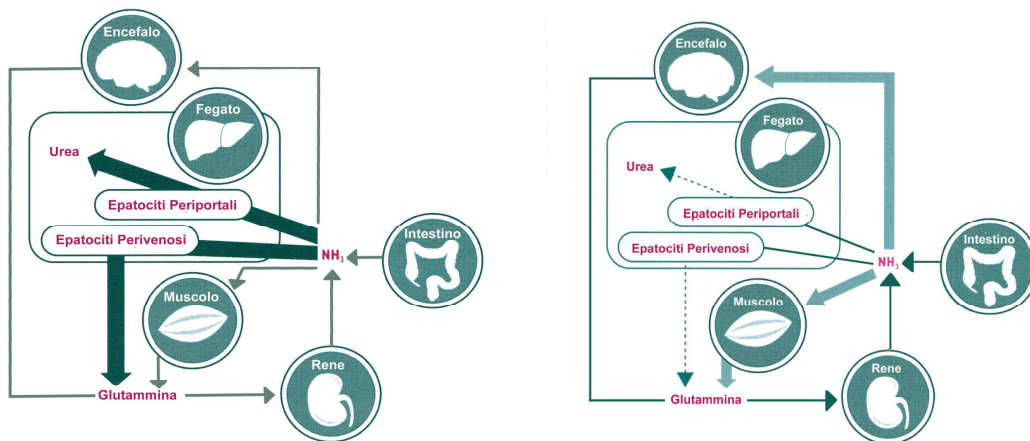 Encefalo
Fegato
Urea
Epatociti Periportali
Epatociti Perivenosi
Intestino
NH3
Muscolo
Rene
Glutammina
Encefalo
Fegato
Urea
Epatociti Periportali
Epatociti Perivenosi
Intestino
NH3
Muscolo
Rene
Glutammina